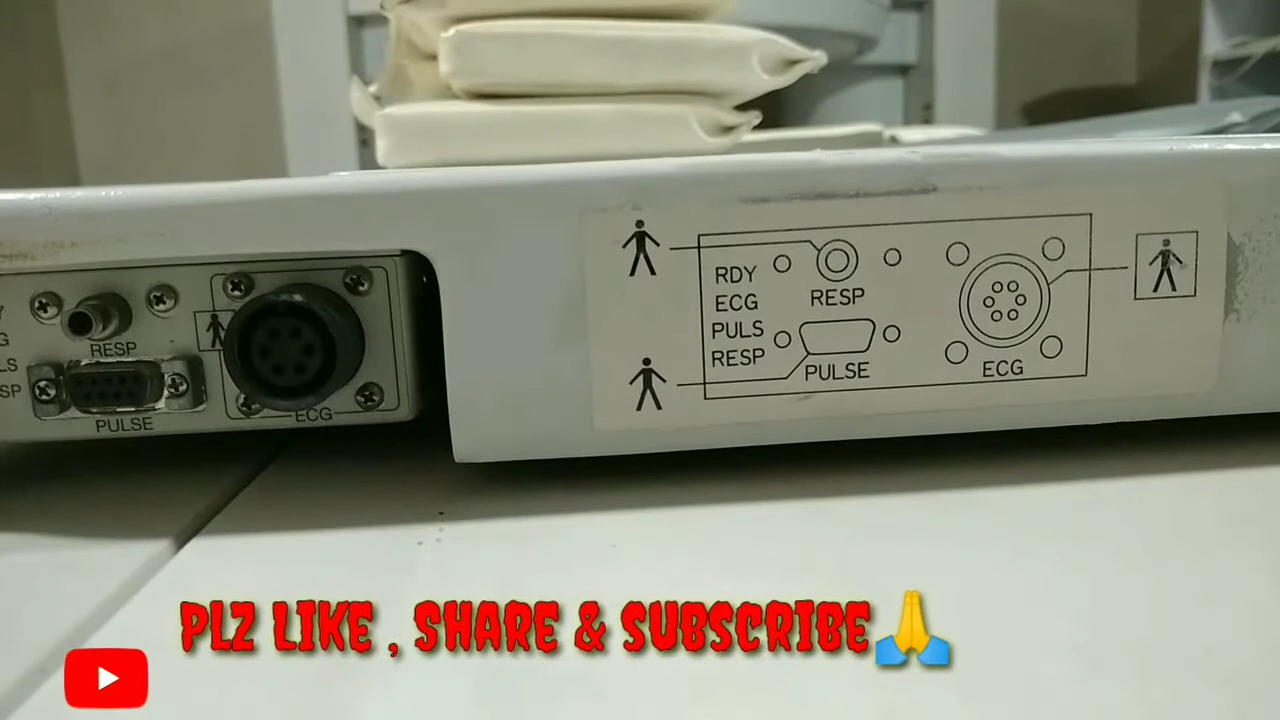 RESP
PULSE
ECG
RDY
ECG
PULS
RESP
RESP
PULSE
ECG
PLZ LIKE , SHARE & SUBSCRIBE🙏